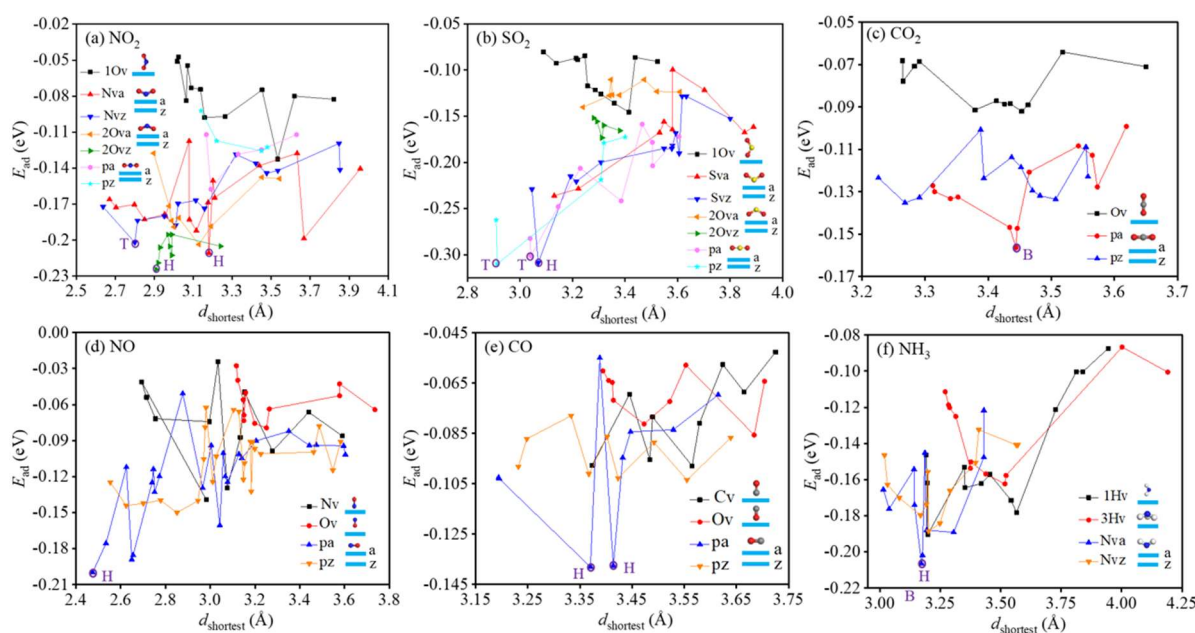 (a) NO2
-0.02
-0.05
-0.08
-0.11
-0.14
-0.17
-0.20
-0.23
Ead (eV)
1Ov
Nva
a
z
Nvz
2Ova
a
z
2Ovz
pa
a
pz
z
T
H
H
2.5 2.7 2.9 3.1 3.3 3.5 3.7 3.9 4.1
dshortest (Å)
(b) SO2
-0.05
-0.10
-0.15
-0.20
-0.25
-0.30
Ead (eV)
1Ov
Sva
a
Svz
z
2Ova
a
2Ovz
z
pa
a
pz
z
T
T
H
2.8 3.0 3.2 3.4 3.6 3.8 4.0
dshortest (Å)
(c) CO2
-0.05
-0.07
-0.09
-0.11
-0.13
-0.15
-0.17
Ead (eV)
Ov
pa
a
pz
z
B
3.2 3.3 3.4 3.5 3.6 3.7
dshortest (Å)
(d) NO
0.00
-0.03
-0.06
-0.09
-0.12
-0.15
-0.18
-0.21
Ead (eV)
Nv
Ov
pa
a
pz
z
H
2.4 2.6 2.8 3.0 3.2 3.4 3.6 3.8
dshortest (Å)
(e) CO
-0.045
-0.065
-0.085
-0.105
-0.125
-0.145
Ead (eV)
Cv
Ov
pa
a
pz
z
H
H
3.15 3.25 3.35 3.45 3.55 3.65 3.75
dshortest (Å)
(f) NH3
-0.08
-0.10
-0.12
-0.14
-0.16
-0.18
-0.20
-0.22
Ead (eV)
1Hv
3Hv
Nva
a
Nvz
z
H
B
3.00 3.25 3.50 3.75 4.00 4.25
dshortest (Å)